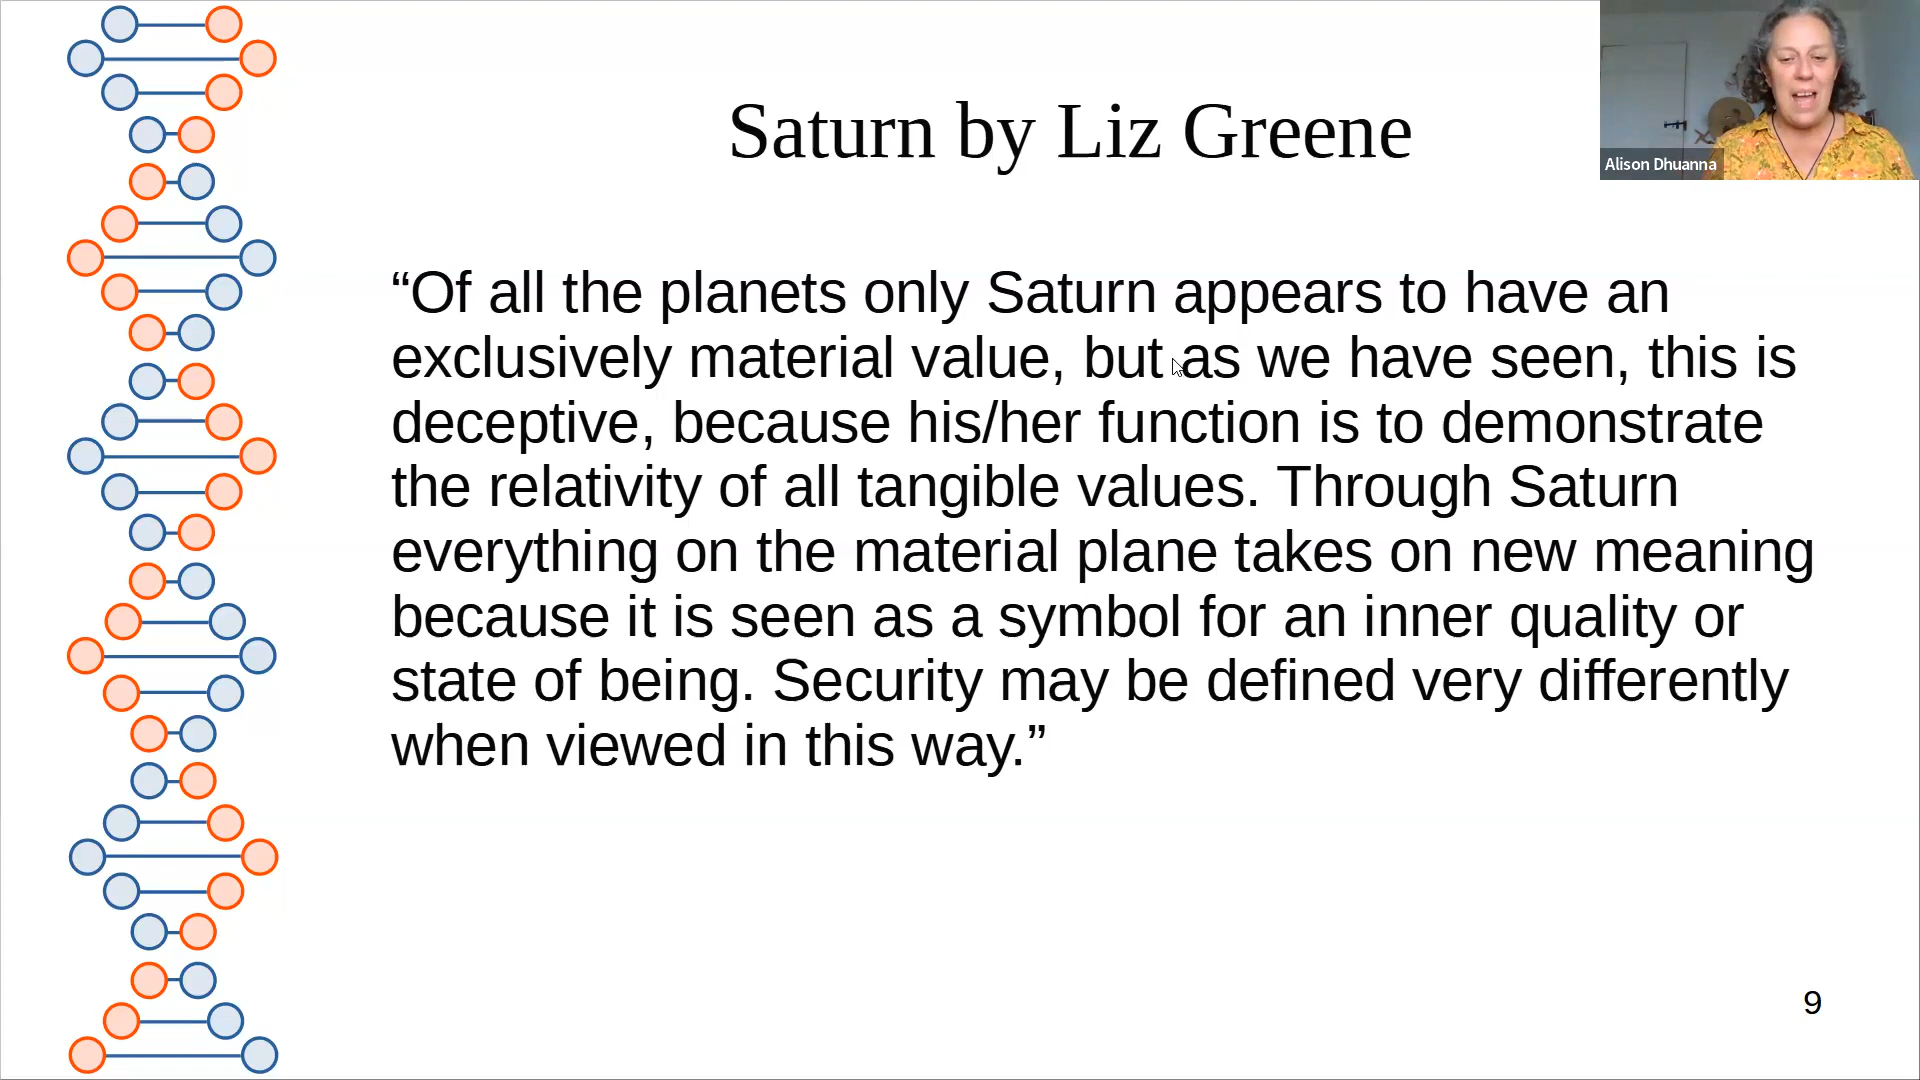 Saturn by Liz Greene
Alison Dhuanna
“Of all the planets only Saturn appears to have an
exclusively material value, but as we have seen, this is
deceptive, because his/her function is to demonstrate
the relativity of all tangible values. Through Saturn
everything on the material plane takes on new meaning
because it is seen as a symbol for an inner quality or
state of being. Security may be defined very differently
when viewed in this way.”
9